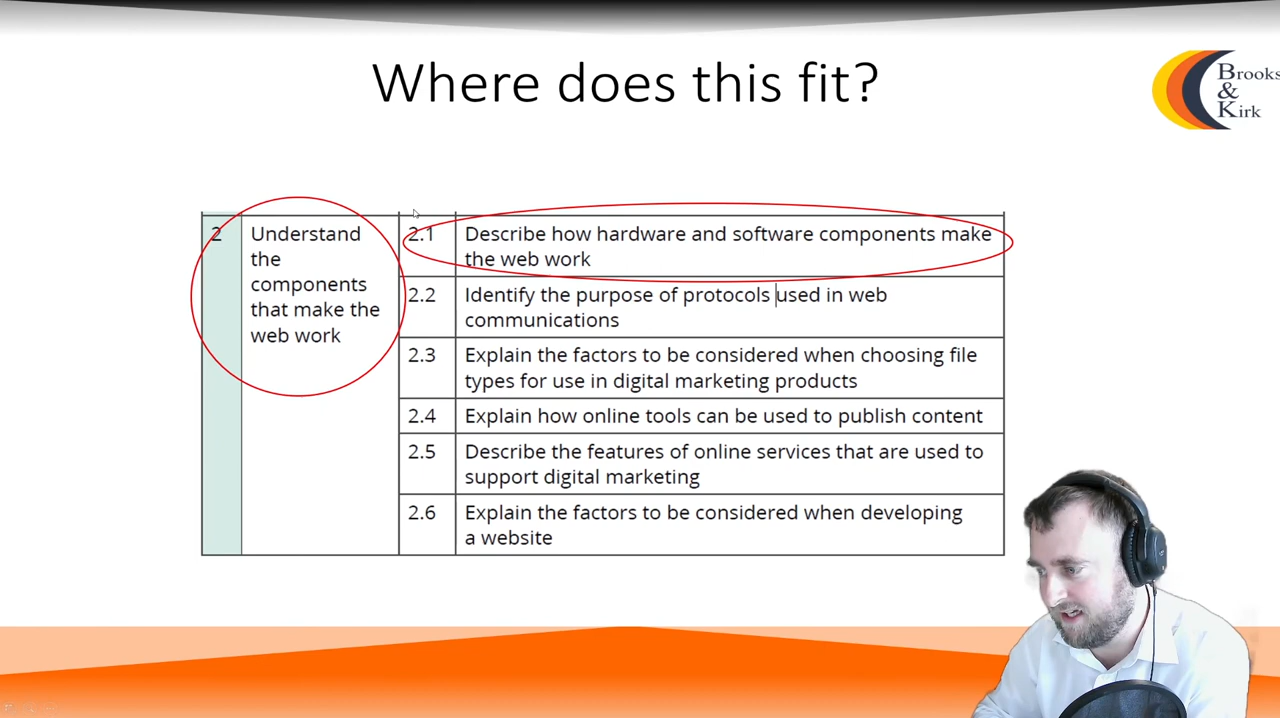 Where does this fit?
Brooks
&
Kirk
2 Understand the components that make the web work
2.1 Describe how hardware and software components make
the web work
2.2 Identify the purpose of protocols used in web
communications
2.3 Explain the factors to be considered when choosing file
types for use in digital marketing products
2.4 Explain how online tools can be used to publish content
2.5 Describe the features of online services that are used to
support digital marketing
2.6 Explain the factors to be considered when developing
a website